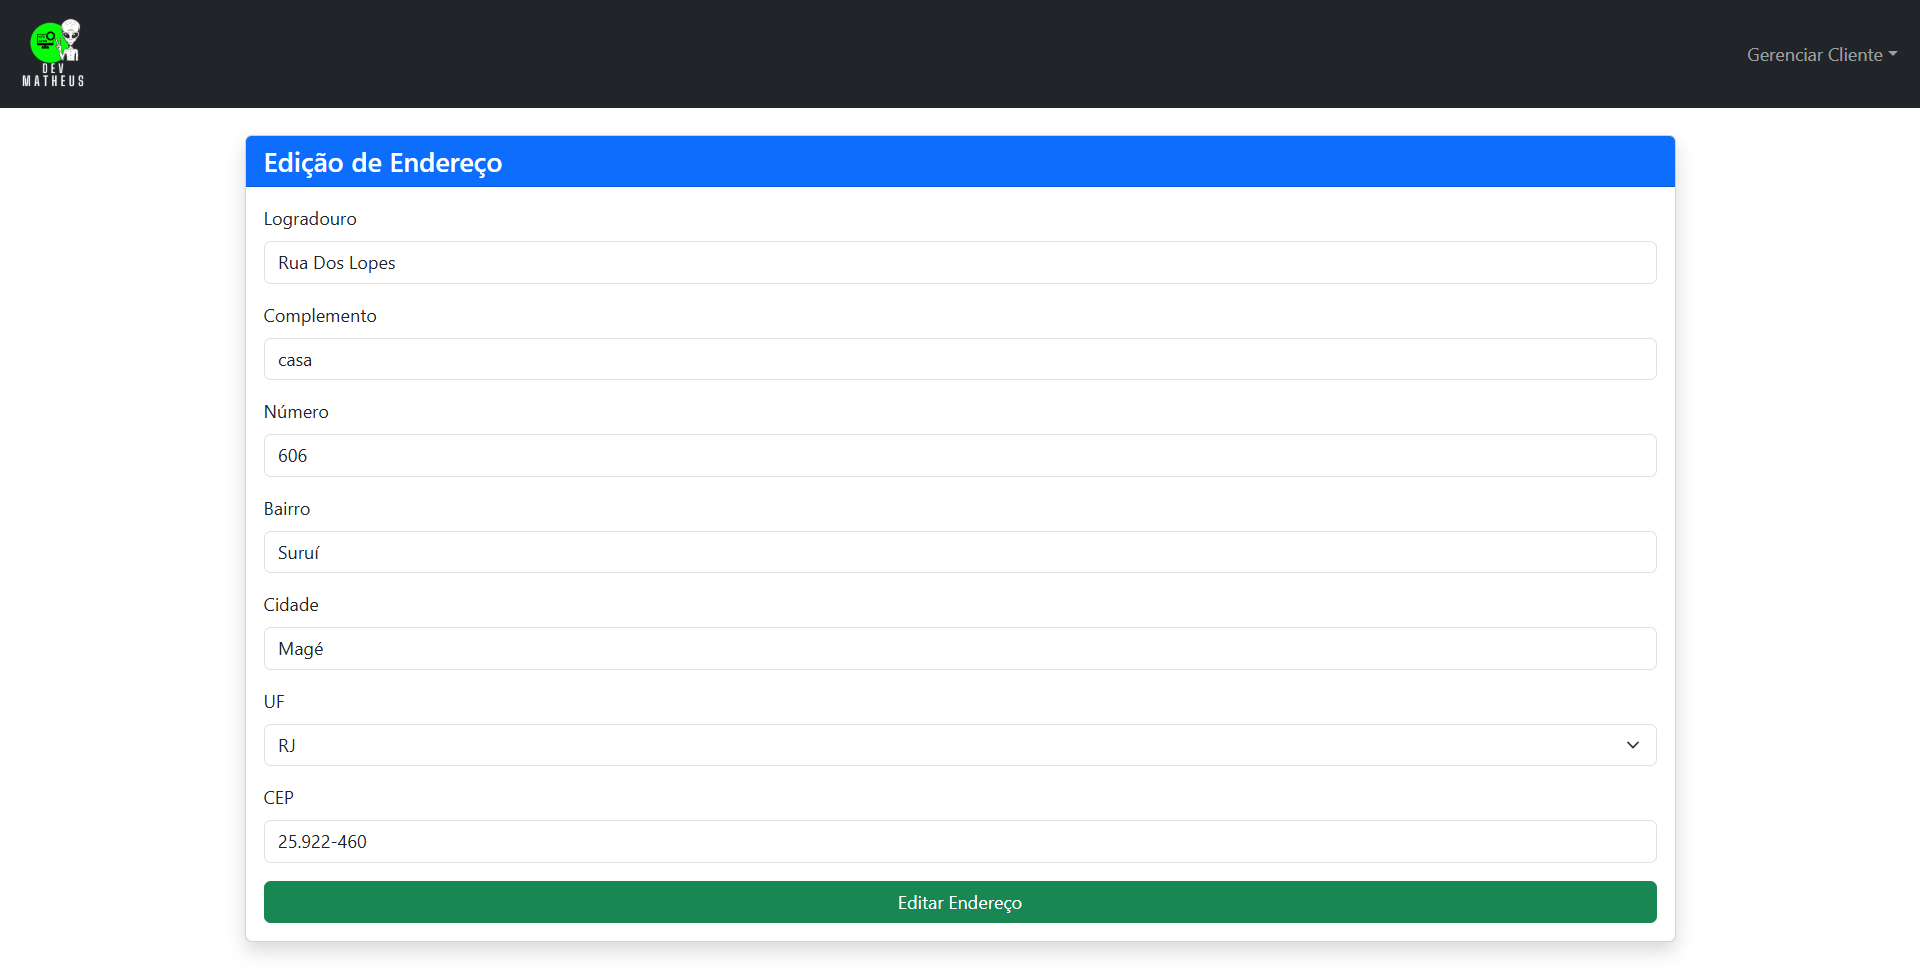 DEV
MATHEUS
Gerenciar Cliente
Edição de Endereço
Logradouro
Rua Dos Lopes
Complemento
casa
Número
606
Bairro
Suruí
Cidade
Magé
UF
RJ
CEP
25.922-460
Editar Endereço